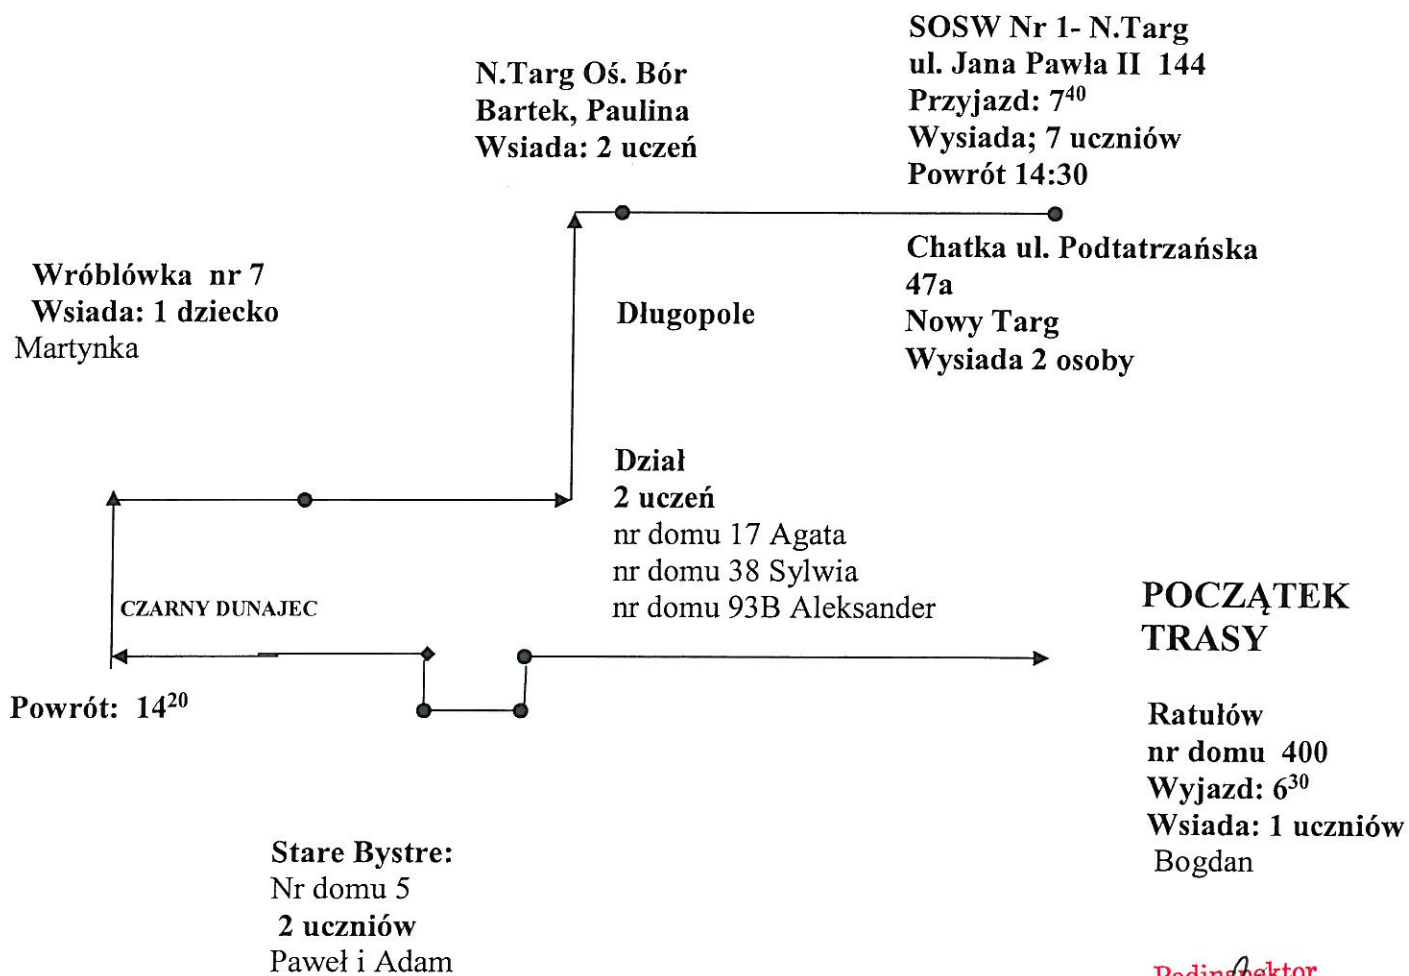 SOSW Nr 1- N.Targ
ul. Jana Pawła II 144
Przyjazd: 7⁴⁰
Wysiada; 7 uczniów
Powrót 14:30
N.Targ Oś. Bór
Bartek, Paulina
Wsiada: 2 uczeń
Chatka ul. Podtatrzańska
47a
Nowy Targ
Wysiada 2 osoby
Wróblówka nr 7
Wsiada: 1 dziecko
Martynka
Długopole
Dział
2 uczeń
nr domu 17 Agata
nr domu 38 Sylwia
nr domu 93B Aleksander
CZARNY DUNAJEC
POCZĄTEK
TRASY
Powrót: 14²⁰
Ratułów
nr domu 400
Wyjazd: 6³⁰
Wsiada: 1 uczniów
Bogdan
Stare Bystre:
Nr domu 5
2 uczniów
Paweł i Adam
Podinspektor